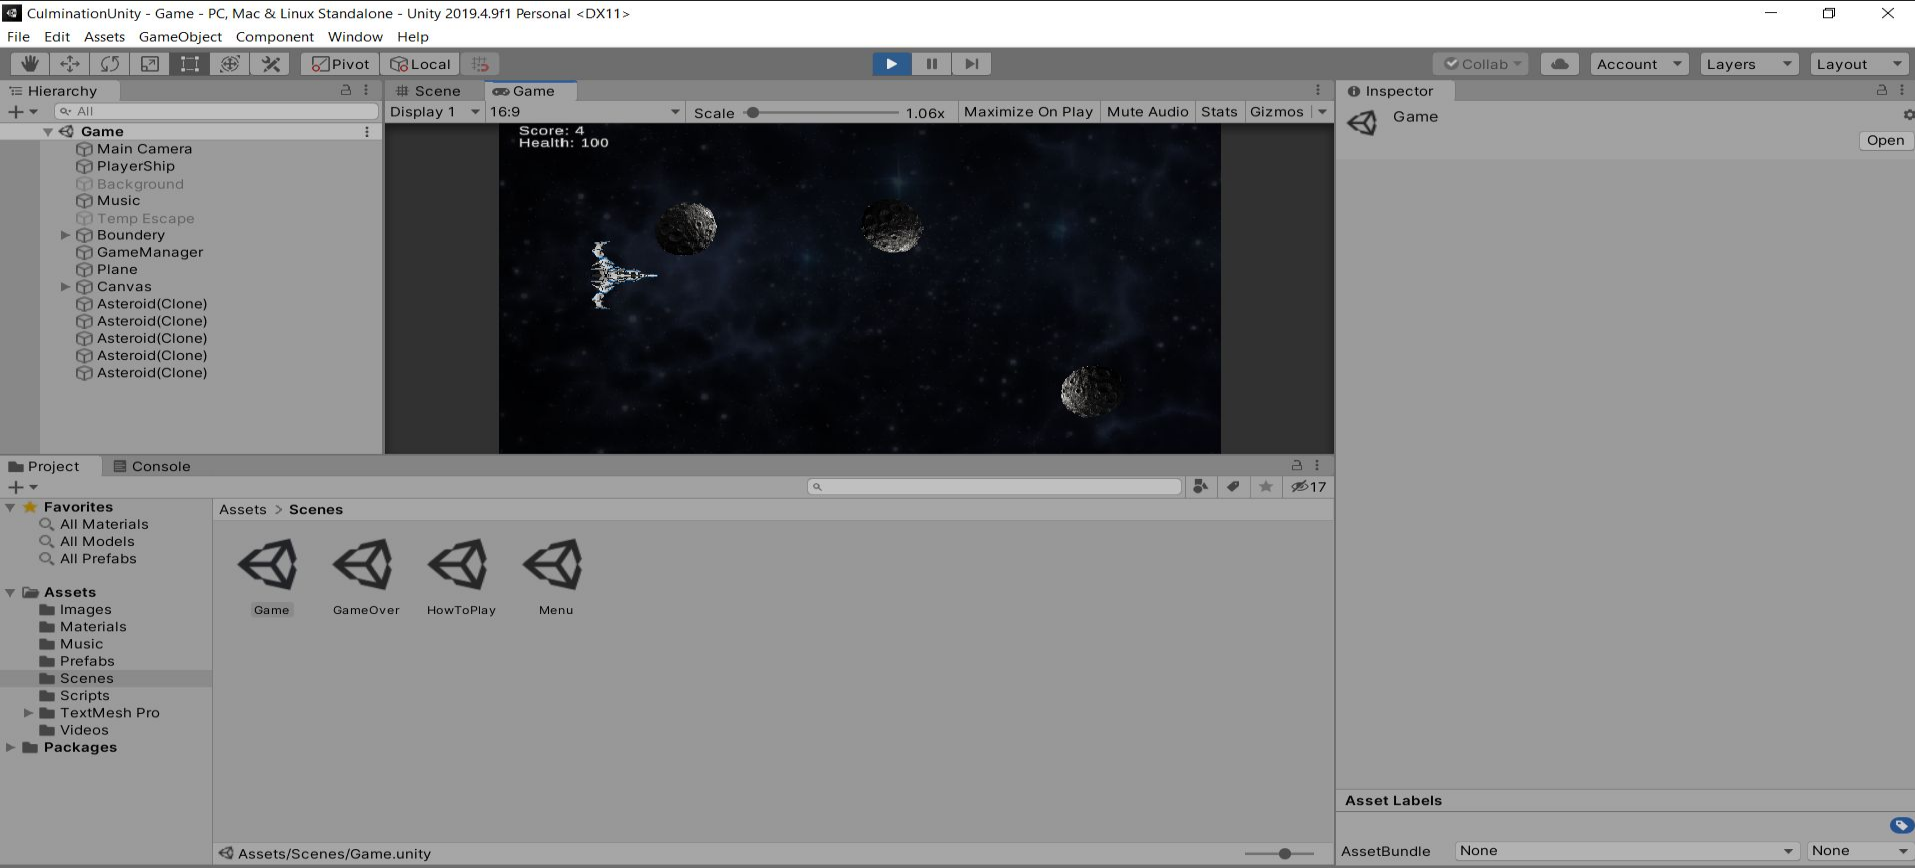 CulminationUnity - Game - PC, Mac & Linux Standalone - Unity 2019.4.9f1 Personal <DX11>
File Edit Assets GameObject Component Window Help
Pivot Local Collab Account Layers Layout
Hierarchy
All
Game
Main Camera
PlayerShip
Background
Music
Temp Escape
Boundery
GameManager
Plane
Canvas
Asteroid(Clone)
Asteroid(Clone)
Asteroid(Clone)
Asteroid(Clone)
Asteroid(Clone)
Scene Game
Display 1 16:9 Scale 1.06x Maximize On Play Mute Audio Stats Gizmos
Score: 4
Health: 100
Inspector
Game
Open
Project Console
17
Favorites
All Materials
All Models
All Prefabs
Assets
Images
Materials
Music
Prefabs
Scenes
Scripts
TextMesh Pro
Videos
Packages
Assets > Scenes
Game GameOver HowToPlay Menu
Assets/Scenes/Game.unity
Asset Labels
AssetBundle None None